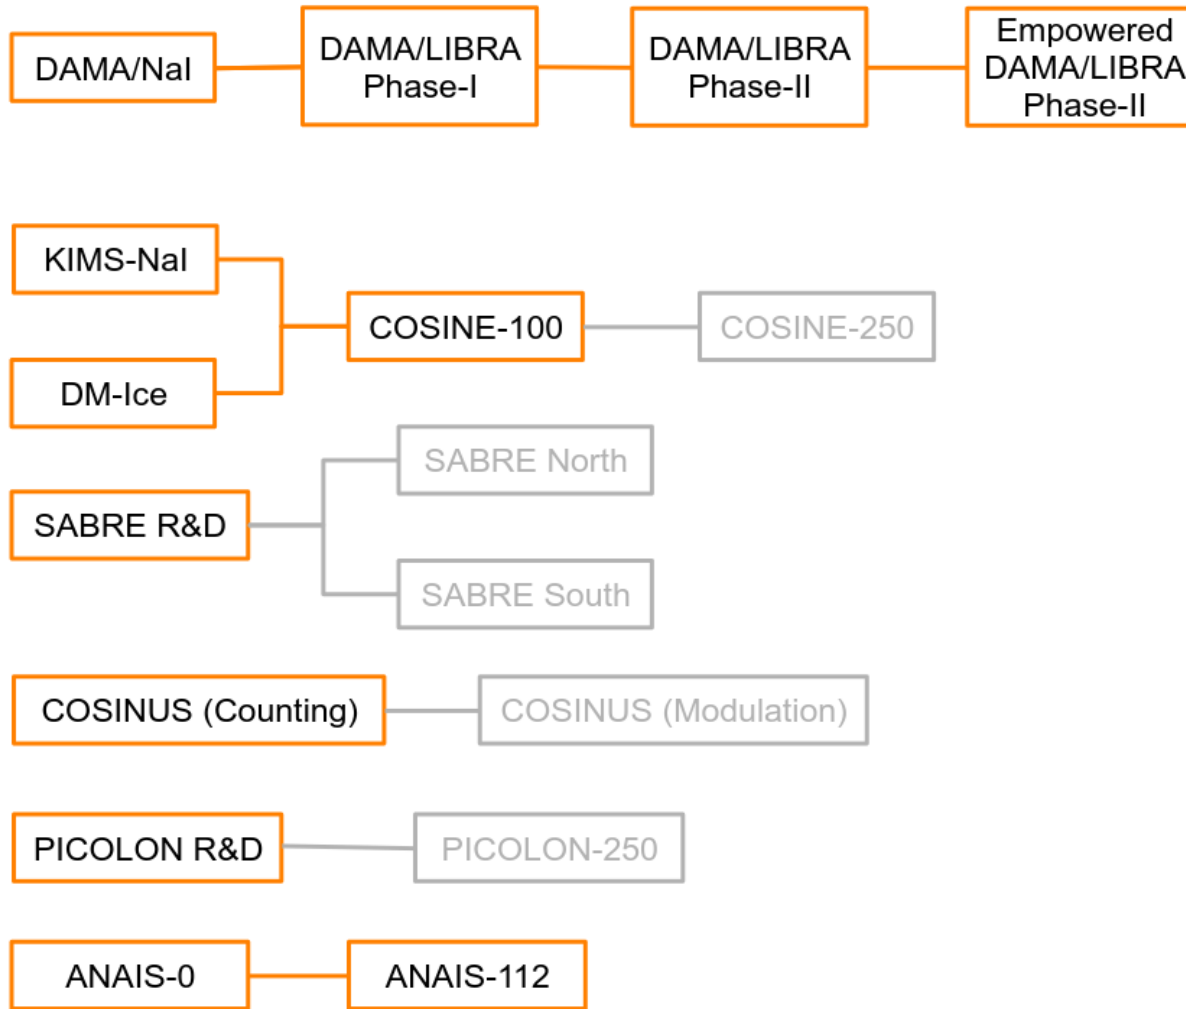 DAMA/NaI
DAMA/LIBRA
Phase-I
DAMA/LIBRA
Phase-II
Empowered
DAMA/LIBRA
Phase-II
KIMS-NaI
DM-Ice
COSINE-100
COSINE-250
SABRE R&D
SABRE North
SABRE South
COSINUS (Counting)
COSINUS (Modulation)
PICOLON R&D
PICOLON-250
ANAIS-0
ANAIS-112